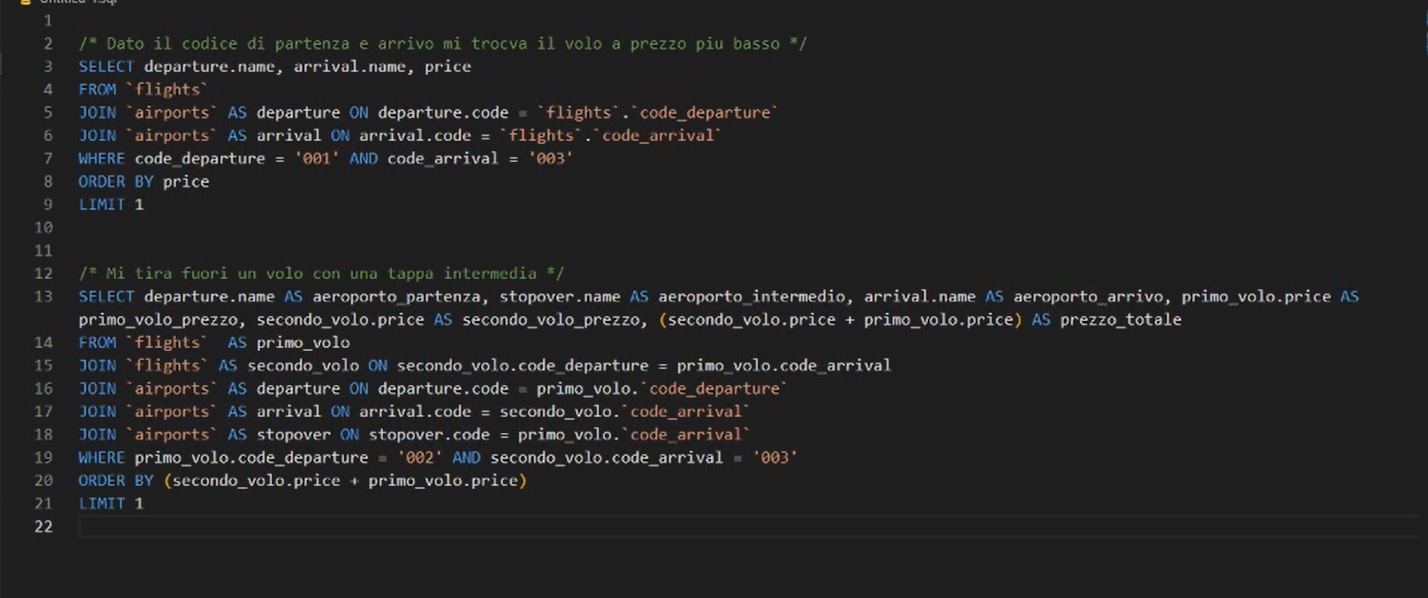 1
2 /* Dato il codice di partenza e arrivo mi trocva il volo a prezzo piu basso */
3 SELECT departure.name, arrival.name, price
4 FROM `flights`
5 JOIN `airports` AS departure ON departure.code = `flights`.`code_departure`
6 JOIN `airports` AS arrival ON arrival.code = `flights`.`code_arrival`
7 WHERE code_departure = '001' AND code_arrival = '003'
8 ORDER BY price
9 LIMIT 1
10
11
12 /* Mi tira fuori un volo con una tappa intermedia */
13 SELECT departure.name AS aeroporto_partenza, stopover.name AS aeroporto_intermedio, arrival.name AS aeroporto_arrivo, primo_volo.price AS
primo_volo_prezzo, secondo_volo.price AS secondo_volo_prezzo, (secondo_volo.price + primo_volo.price) AS prezzo_totale
14 FROM `flights`  AS primo_volo
15 JOIN `flights` AS secondo_volo ON secondo_volo.code_departure = primo_volo.code_arrival
16 JOIN `airports` AS departure ON departure.code = primo_volo.`code_departure`
17 JOIN `airports` AS arrival ON arrival.code = secondo_volo.`code_arrival`
18 JOIN `airports` AS stopover ON stopover.code = primo_volo.`code_arrival`
19 WHERE primo_volo.code_departure = '002' AND secondo_volo.code_arrival = '003'
20 ORDER BY (secondo_volo.price + primo_volo.price)
21 LIMIT 1
22